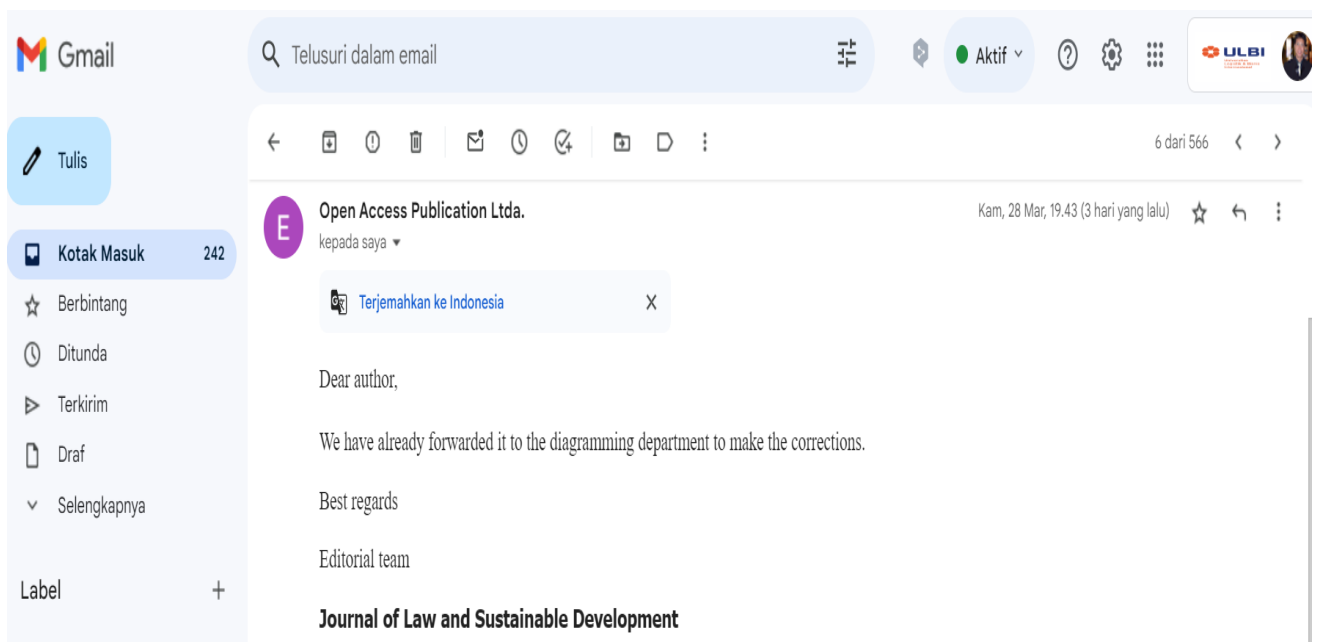 Gmail
Telusuri dalam email
Aktif
ULBI
Tulis
6 dari 566
Kotak Masuk 242
Berbintang
Ditunda
Terkirim
Draf
Selengkapnya
Label +
Open Access Publication Ltda.
Kam, 28 Mar, 19.43 (3 hari yang lalu)
E
kepada saya
Terjemahkan ke Indonesia X
Dear author,
We have already forwarded it to the diagramming department to make the corrections.
Best regards
Editorial team
Journal of Law and Sustainable Development